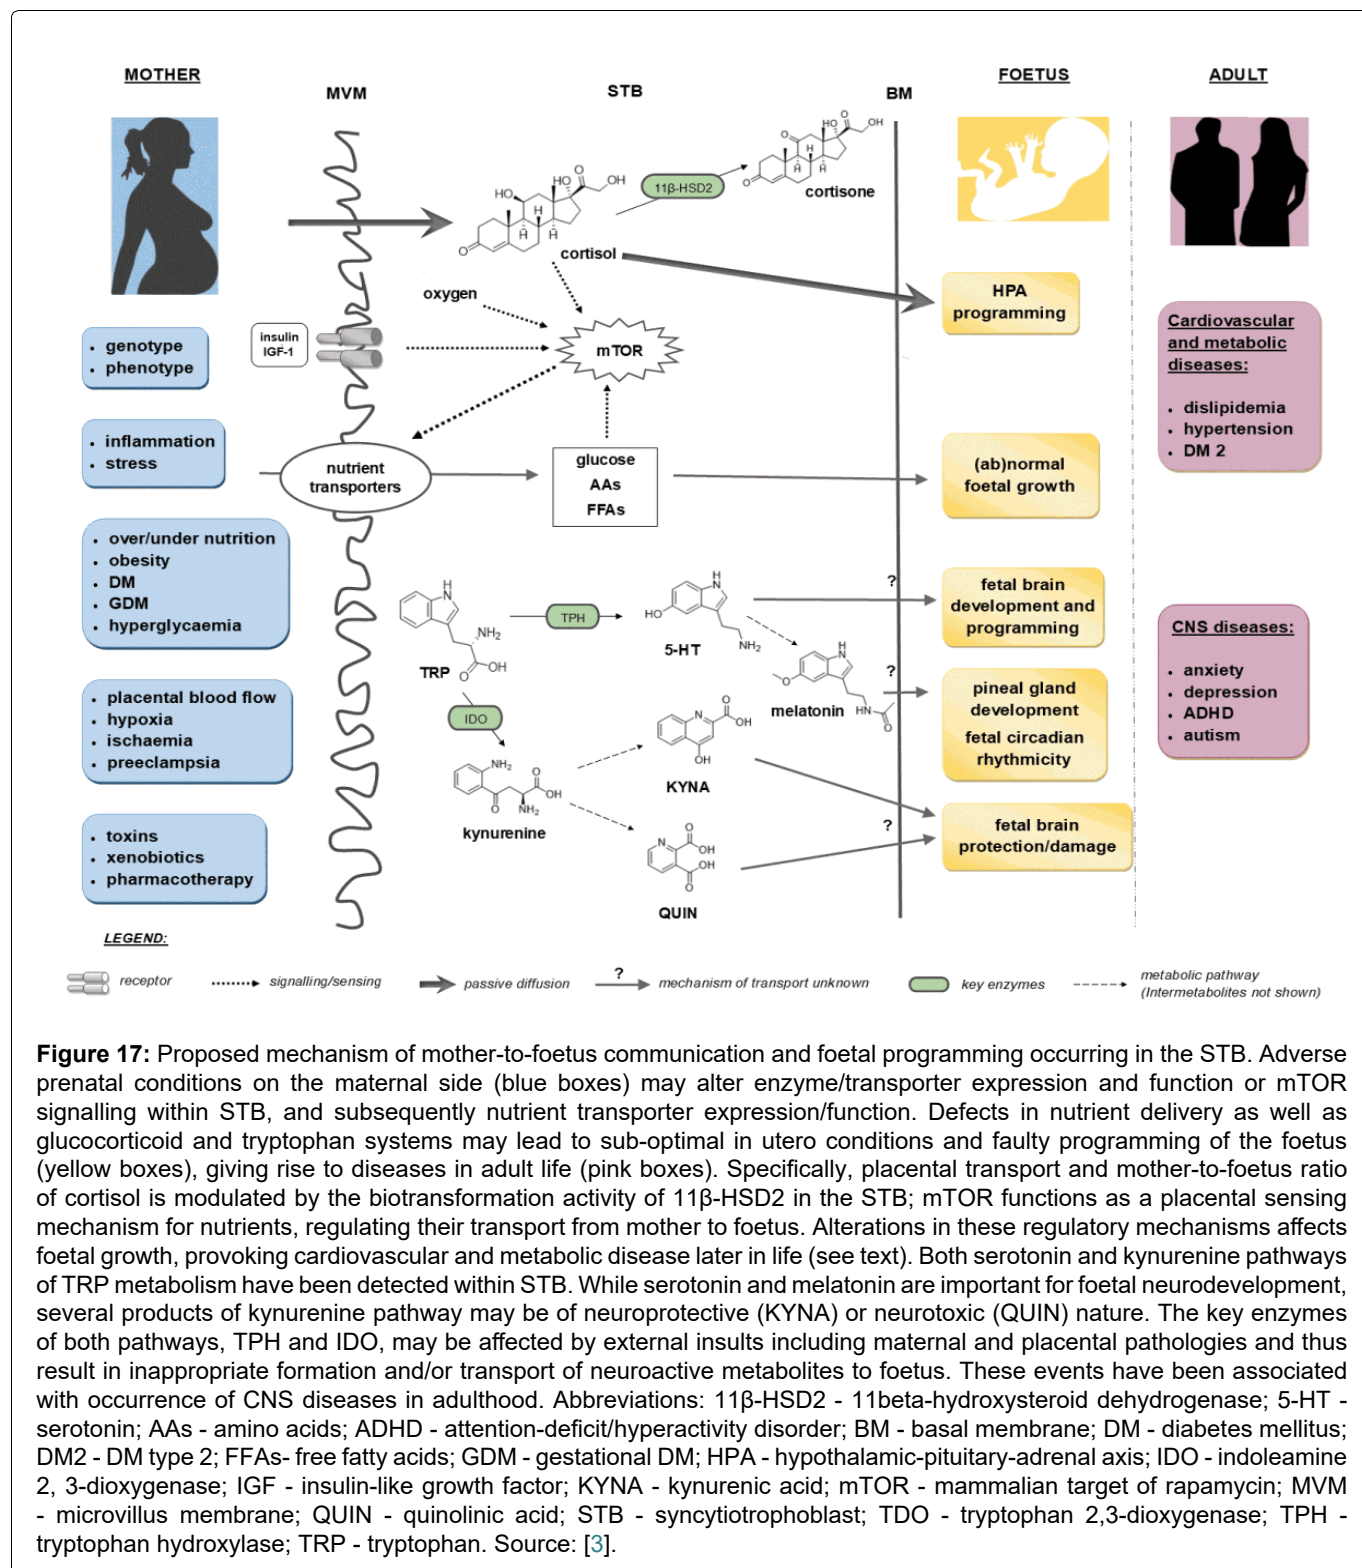 MOTHER
MVM
STB
BM
FOETUS
ADULT
HO
O
OH
HO
H
H
H
O
cortisol
11β-HSD2
O
HO
O
OH
H
H
H
O
cortisone
oxygen
insulin
IGF-1
mTOR
nutrient
transporters
glucose
AAs
FFAs
• genotype
• phenotype
• inflammation
• stress
• over/under nutrition
• obesity
• DM
• GDM
• hyperglycaemia
• placental blood flow
• hypoxia
• ischaemia
• preeclampsia
• toxins
• xenobiotics
• pharmacotherapy
H
N
NH₂
OH
O
TRP
TPH
H
N
HO
NH₂
5-HT
H
N
O
HN
O
melatonin
IDO
NH₂
O
O
OH
NH₂
kynurenine
N
O
OH
OH
KYNA
N
O
OH
OH
O
QUIN
?
?
?
HPA
programming
(ab)normal
foetal growth
fetal brain
development and
programming
pineal gland
development
fetal circadian
rhythmicity
fetal brain
protection/damage
Cardiovascular
and metabolic
diseases:
• dislipidemia
• hypertension
• DM 2
CNS diseases:
• anxiety
• depression
• ADHD
• autism
LEGEND:
receptor
signalling/sensing
passive diffusion
?
mechanism of transport unknown
key enzymes
metabolic pathway
(Intermetabolites not shown)
Figure 17: Proposed mechanism of mother-to-foetus communication and foetal programming occurring in the STB. Adverse
prenatal conditions on the maternal side (blue boxes) may alter enzyme/transporter expression and function or mTOR
signalling within STB, and subsequently nutrient transporter expression/function. Defects in nutrient delivery as well as
glucocorticoid and tryptophan systems may lead to sub-optimal in utero conditions and faulty programming of the foetus
(yellow boxes), giving rise to diseases in adult life (pink boxes). Specifically, placental transport and mother-to-foetus ratio
of cortisol is modulated by the biotransformation activity of 11β-HSD2 in the STB; mTOR functions as a placental sensing
mechanism for nutrients, regulating their transport from mother to foetus. Alterations in these regulatory mechanisms affects
foetal growth, provoking cardiovascular and metabolic disease later in life (see text). Both serotonin and kynurenine pathways
of TRP metabolism have been detected within STB. While serotonin and melatonin are important for foetal neurodevelopment,
several products of kynurenine pathway may be of neuroprotective (KYNA) or neurotoxic (QUIN) nature. The key enzymes
of both pathways, TPH and IDO, may be affected by external insults including maternal and placental pathologies and thus
result in inappropriate formation and/or transport of neuroactive metabolites to foetus. These events have been associated
with occurrence of CNS diseases in adulthood. Abbreviations: 11β-HSD2 - 11beta-hydroxysteroid dehydrogenase; 5-HT -
serotonin; AAs - amino acids; ADHD - attention-deficit/hyperactivity disorder; BM - basal membrane; DM - diabetes mellitus;
DM2 - DM type 2; FFAs- free fatty acids; GDM - gestational DM; HPA - hypothalamic-pituitary-adrenal axis; IDO - indoleamine
2, 3-dioxygenase; IGF - insulin-like growth factor; KYNA - kynurenic acid; mTOR - mammalian target of rapamycin; MVM
- microvillus membrane; QUIN - quinolinic acid; STB - syncytiotrophoblast; TDO - tryptophan 2,3-dioxygenase; TPH -
tryptophan hydroxylase; TRP - tryptophan. Source: [3].